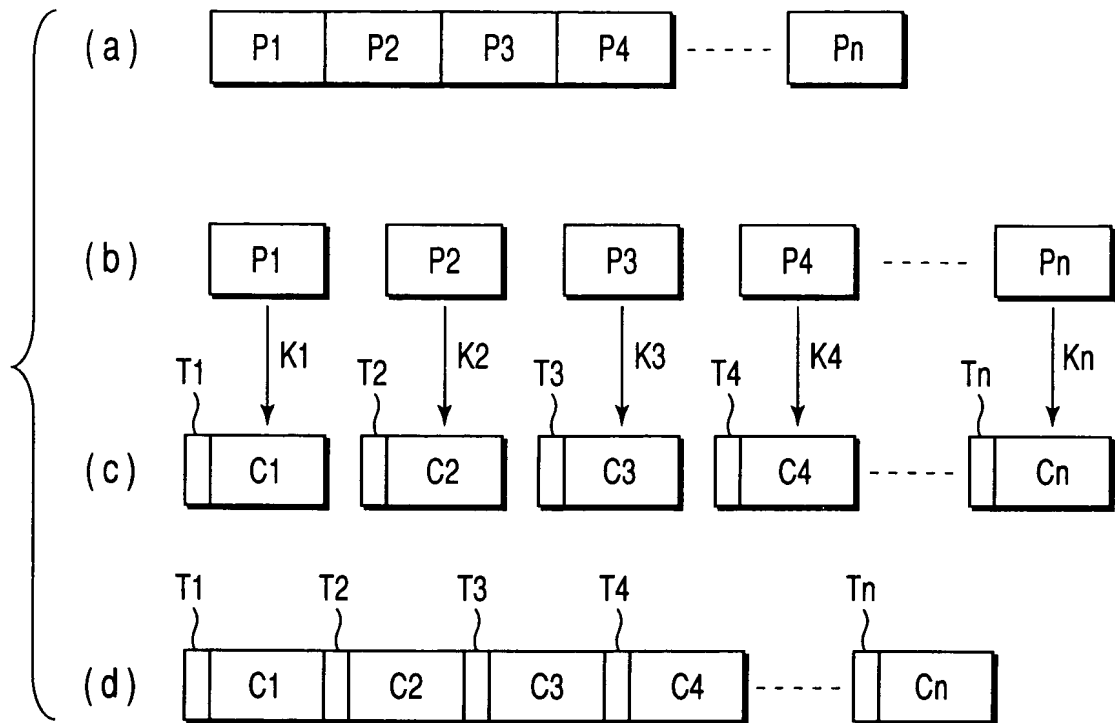 (a) P1 P2 P3 P4 Pn
(b) P1 P2 P3 P4 Pn
K1 K2 K3 K4 Kn
T1 T2 T3 T4 Tn
(c) C1 C2 C3 C4 Cn
T1 T2 T3 T4 Tn
(d) C1 C2 C3 C4 Cn